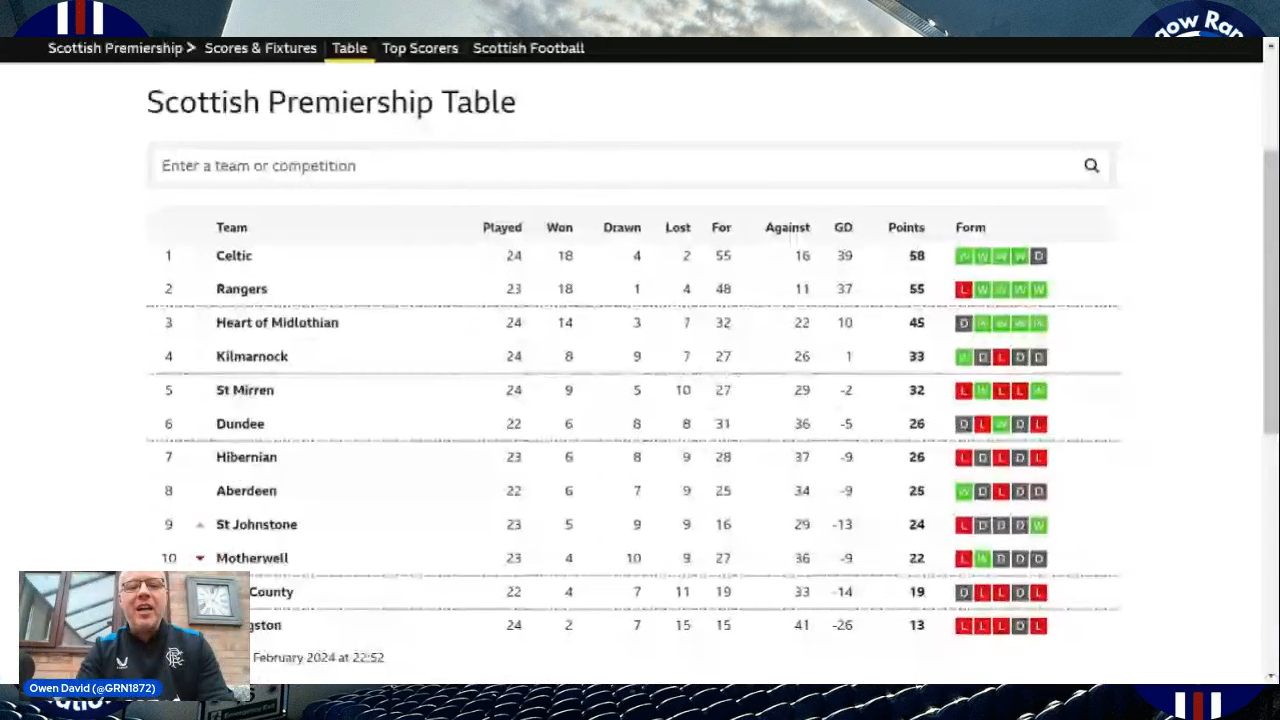 ow Ran
Scottish Premiership > Scores & Fixtures Table Top Scorers Scottish Football
Scottish Premiership Table
Enter a team or competition
Team Played Won Drawn Lost For Against GD Points Form
1 Celtic 24 18 4 2 55 16 39 58 W W W W D
2 Rangers 23 18 1 4 48 11 37 55 L W W W W
3 Heart of Midlothian 24 14 3 7 32 22 10 45 D W W W W
4 Kilmarnock 24 8 9 7 27 26 1 33 W D L D D
5 St Mirren 24 9 5 10 27 29 -2 32 L W L L W
6 Dundee 22 6 8 8 31 36 -5 26 D L W D L
7 Hibernian 23 6 8 9 28 37 -9 26 L D L D L
8 Aberdeen 22 6 7 9 25 34 -9 25 W D L D D
9 St Johnstone 23 5 9 9 16 29 -13 24 L D D D W
10 Motherwell 23 4 10 9 27 36 -9 22 L W D D D
County 22 4 7 11 19 33 -14 19 D L L D L
gston 24 2 7 15 15 41 -26 13 L L L D L
February 2024 at 22:52
Owen David (@GRN1872)